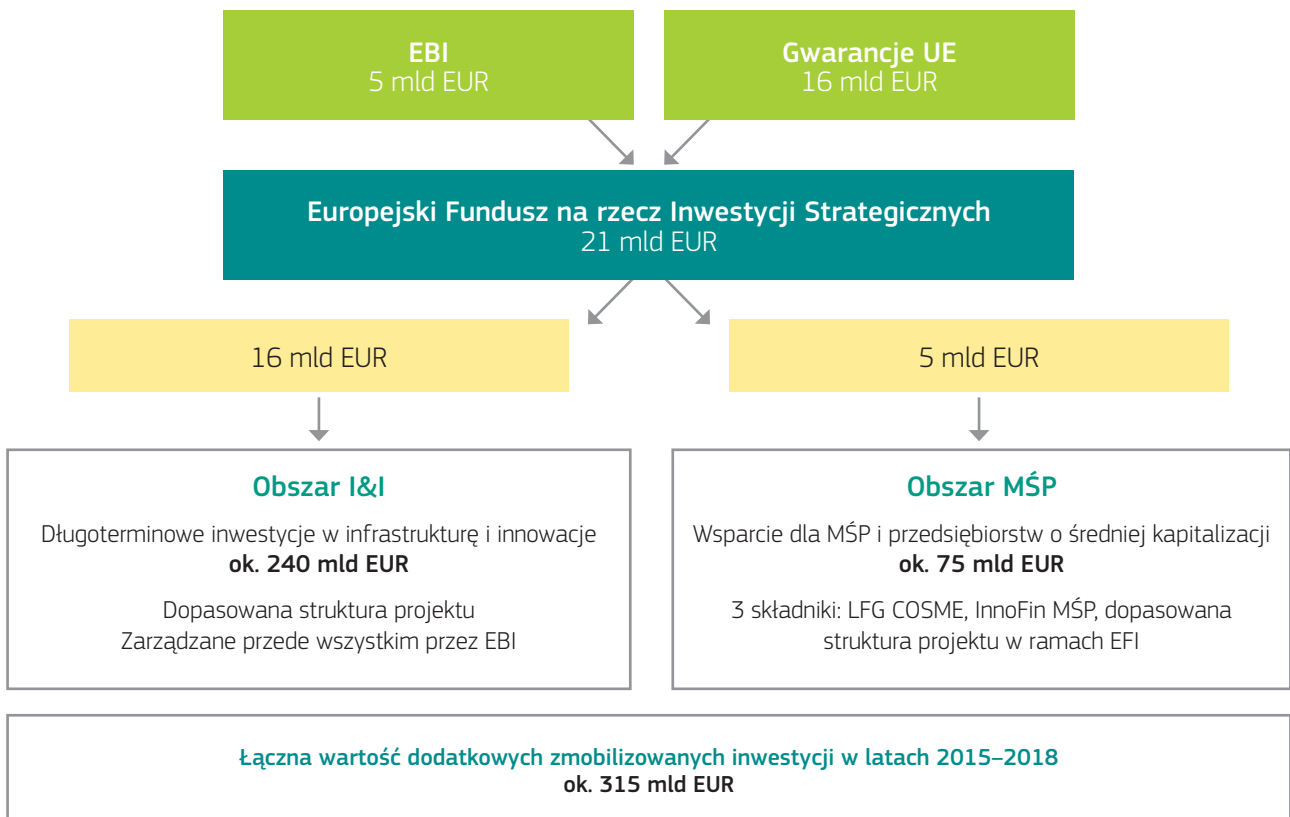 EBI
5 mld EUR
Gwarancje UE
16 mld EUR
Europejski Fundusz na rzecz Inwestycji Strategicznych
21 mld EUR
16 mld EUR
5 mld EUR
Obszar I&I
Długoterminowe inwestycje w infrastrukturę i innowacje
ok. 240 mld EUR
Dopasowana struktura projektu
Zarządzane przede wszystkim przez EBI
Obszar MŚP
Wsparcie dla MŚP i przedsiębiorstw o średniej kapitalizacji
ok. 75 mld EUR
3 składniki: LFG COSME, InnoFin MŚP, dopasowana
struktura projektu w ramach EFI
Łączna wartość dodatkowych zmobilizowanych inwestycji w latach 2015–2018
ok. 315 mld EUR